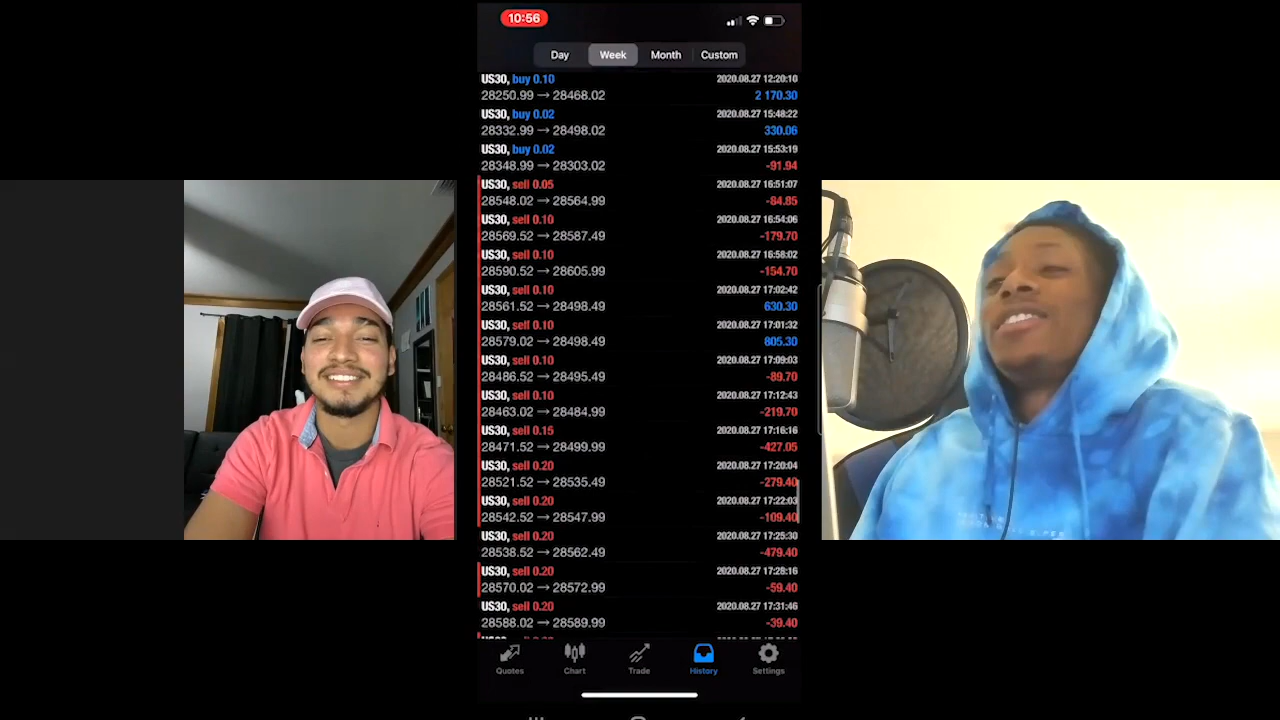 10:56
Day Week Month Custom
US30, buy 0.10 2020.08.27 12:20:10
28250.99 → 28468.02 2 170.30
US30, buy 0.02 2020.08.27 15:48:22
28332.99 → 28498.02 330.06
US30, buy 0.02 2020.08.27 15:53:19
28348.99 → 28303.02 -91.94
US30, sell 0.05 2020.08.27 16:51:07
28548.02 → 28564.99 -84.85
US30, sell 0.10 2020.08.27 16:54:06
28569.52 → 28587.49 -179.70
US30, sell 0.10 2020.08.27 16:58:02
28590.52 → 28605.99 -154.70
US30, sell 0.10 2020.08.27 17:02:42
28561.52 → 28498.49 630.30
US30, sell 0.10 2020.08.27 17:01:32
28579.02 → 28498.49 805.30
US30, sell 0.10 2020.08.27 17:09:03
28486.52 → 28495.49 -89.70
US30, sell 0.10 2020.08.27 17:12:43
28463.02 → 28484.99 -219.70
US30, sell 0.15 2020.08.27 17:16:16
28471.52 → 28499.99 -427.05
US30, sell 0.20 2020.08.27 17:20:04
28521.52 → 28535.49 -279.40
US30, sell 0.20 2020.08.27 17:22:03
28542.52 → 28547.99 -109.40
US30, sell 0.20 2020.08.27 17:25:30
28538.52 → 28562.49 -479.40
US30, sell 0.20 2020.08.27 17:28:16
28570.02 → 28572.99 -59.40
US30, sell 0.20 2020.08.27 17:31:46
28588.02 → 28589.99 -39.40
Quotes Chart Trade History Settings